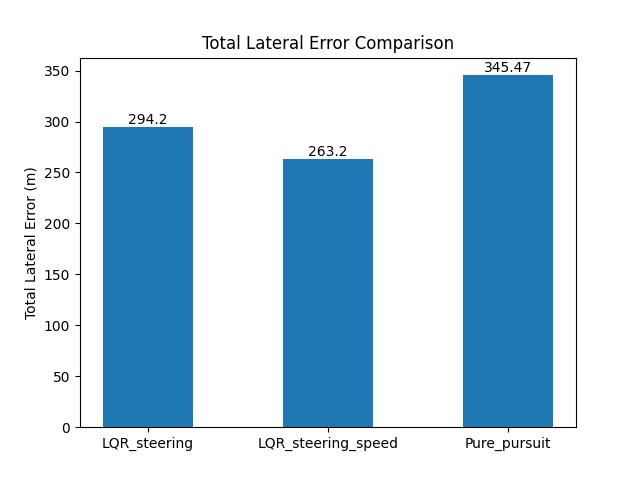 Total Lateral Error Comparison
Total Lateral Error (m)
350
300
250
200
150
100
50
0
294.2
263.2
345.47
LQR_steering
LQR_steering_speed
Pure_pursuit